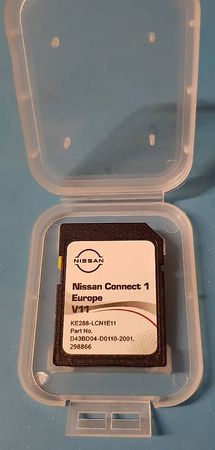 NISSAN
Nissan Connect 1
Europe
V11
KE288-LCN1E11
Part No.
D43BD04-D0110-2001.
298866